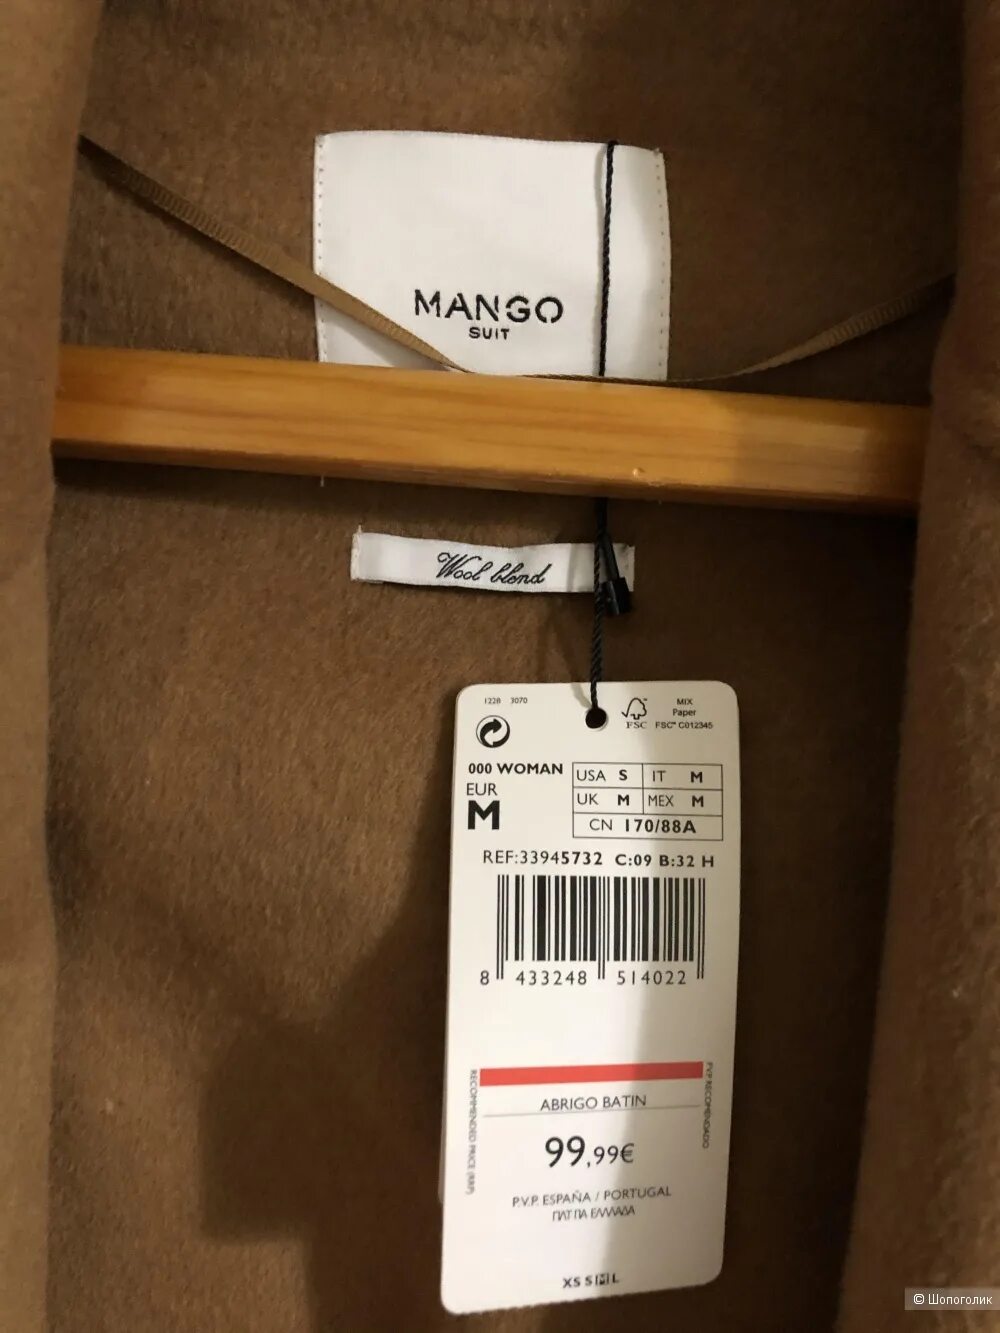 MANGO
SUIT
Wool blend
1228 3070
MIX
Paper
FSC
FSC™ C012345
000 WOMAN
EUR
M
USA S IT M
UK M MEX M
CN 170/88A
REF:33945732 C:09 B:32 H
8 433248 514022
RECOMMENDED PRICE (RRP)
P.V.P. RECOMENDADO
ABRIGO BATIN
99,99€
P.V.P. ESPAÑA / PORTUGAL
ΠΛΤ ΓΙΑ ΕΛΛΑΔΑ
XS S M L
© Шопоголик